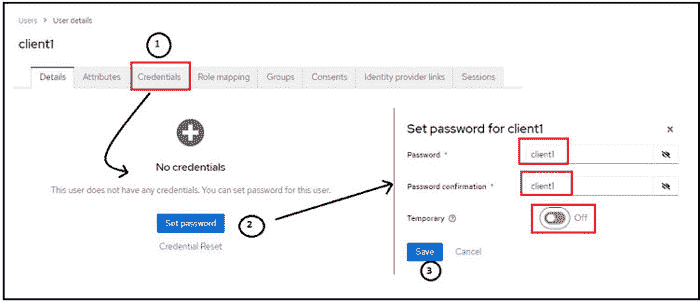 Users > User details
client1
1
Details Attributes Credentials Role mapping Groups Consents Identity provider links Sessions
No credentials
This user does not have any credentials. You can set password for this user.
Set password
2
Credential Reset
Set password for client1 ×
Password * client1
Password confirmation * client1
Temporary ? Off
Save Cancel
3